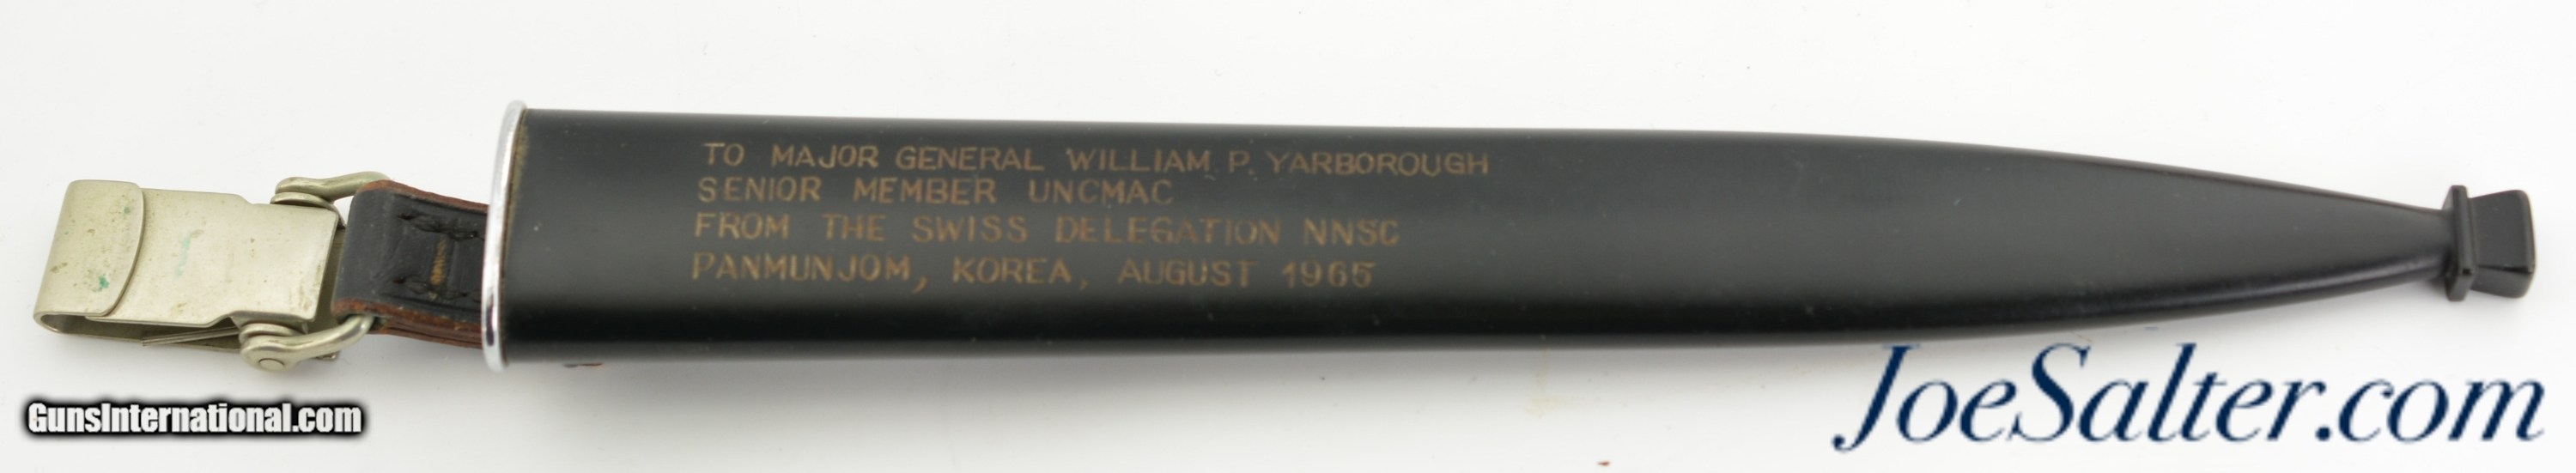 TO MAJOR GENERAL WILLIAM P. YARBOROUGH
SENIOR MEMBER UNCMAC
FROM THE SWISS DELEGATION NNSC
PANMUNJOM, KOREA, AUGUST 1965
GunsInternational.com
JoeSalter.com